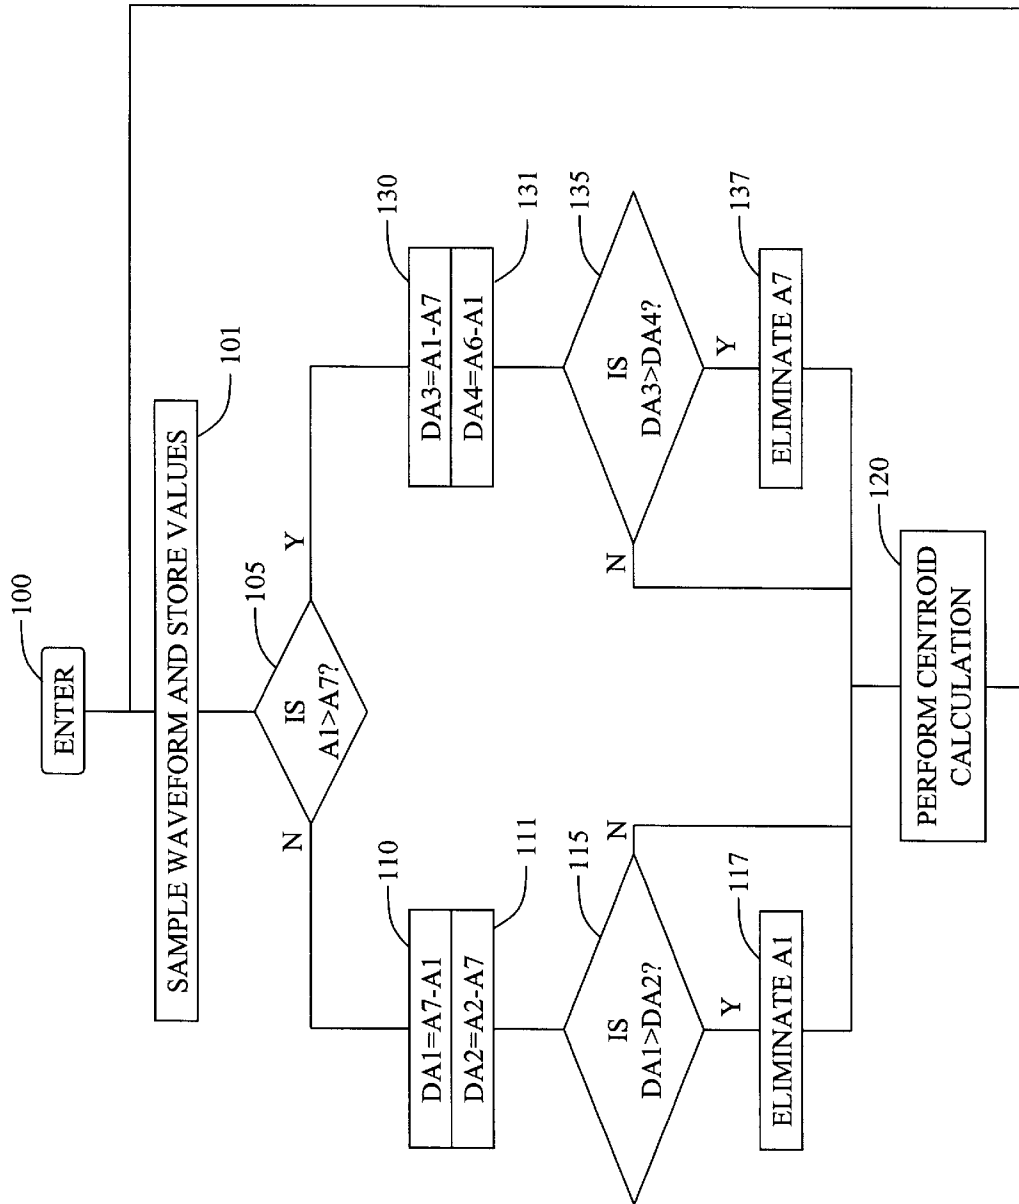 100
ENTER
101
SAMPLE WAVEFORM AND STORE VALUES
105
IS
A1>A7?
N
Y
110
DA1=A7-A1
DA2=A2-A7
111
130
DA3=A1-A7
DA4=A6-A1
131
115
IS
DA1>DA2?
N
Y
135
IS
DA3>DA4?
N
Y
117
ELIMINATE A1
137
ELIMINATE A7
120
PERFORM CENTROID
CALCULATION